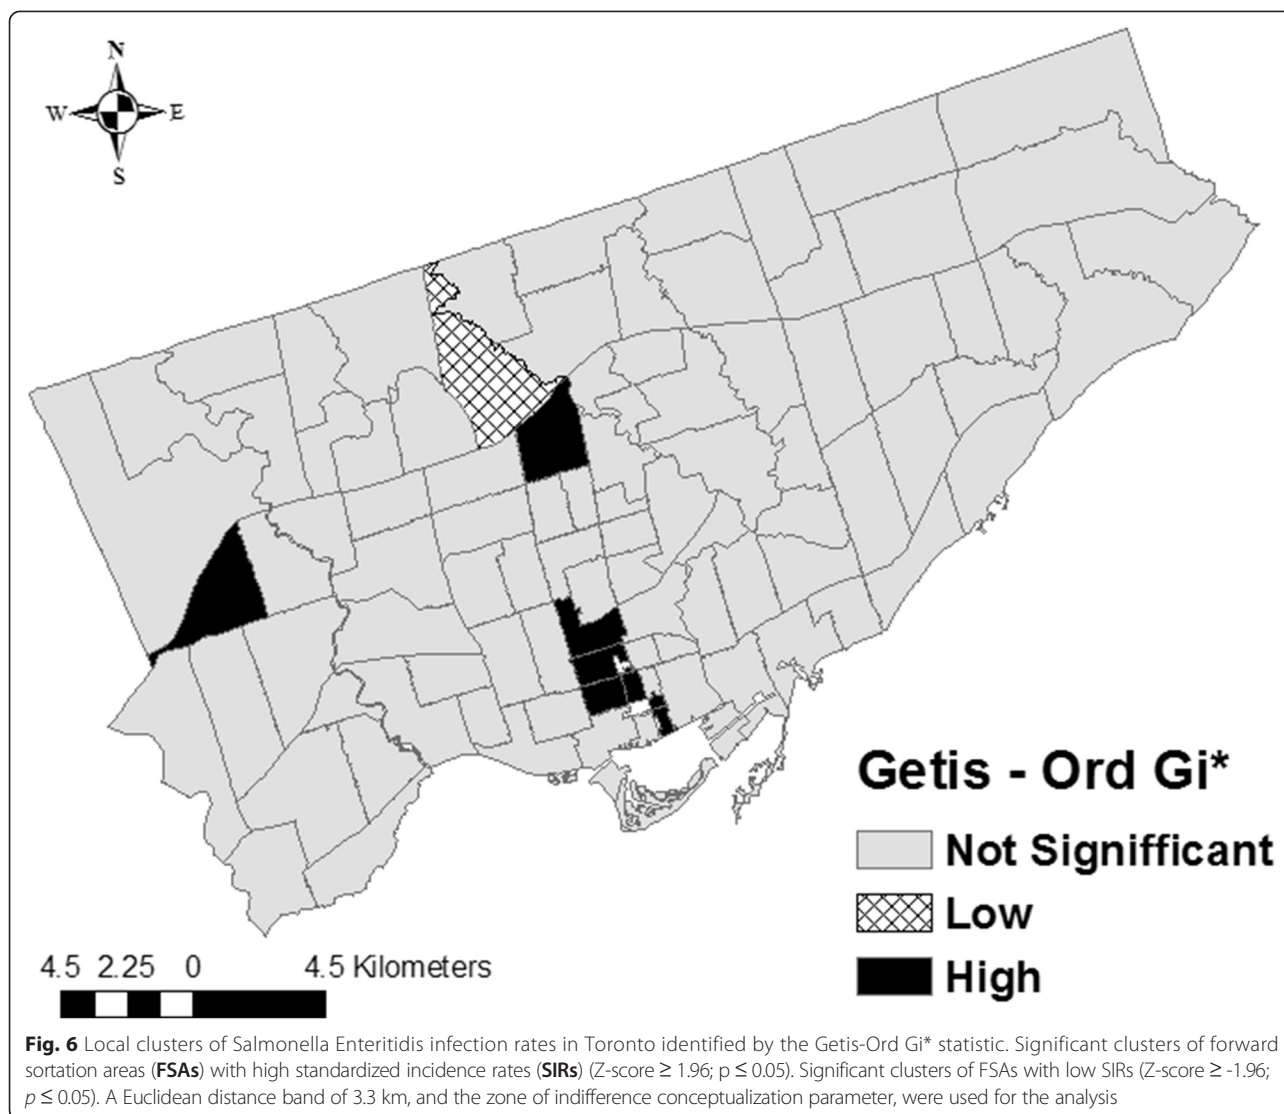 N
W E
S
Getis - Ord Gi*
Not Signifficant
Low
High
4.5 2.25 0 4.5 Kilometers
Fig. 6 Local clusters of Salmonella Enteritidis infection rates in Toronto identified by the Getis-Ord Gi* statistic. Significant clusters of forward
sortation areas (FSAs) with high standardized incidence rates (SIRs) (Z-score ≥ 1.96; p ≤ 0.05). Significant clusters of FSAs with low SIRs (Z-score ≥ -1.96;
p ≤ 0.05). A Euclidean distance band of 3.3 km, and the zone of indifference conceptualization parameter, were used for the analysis